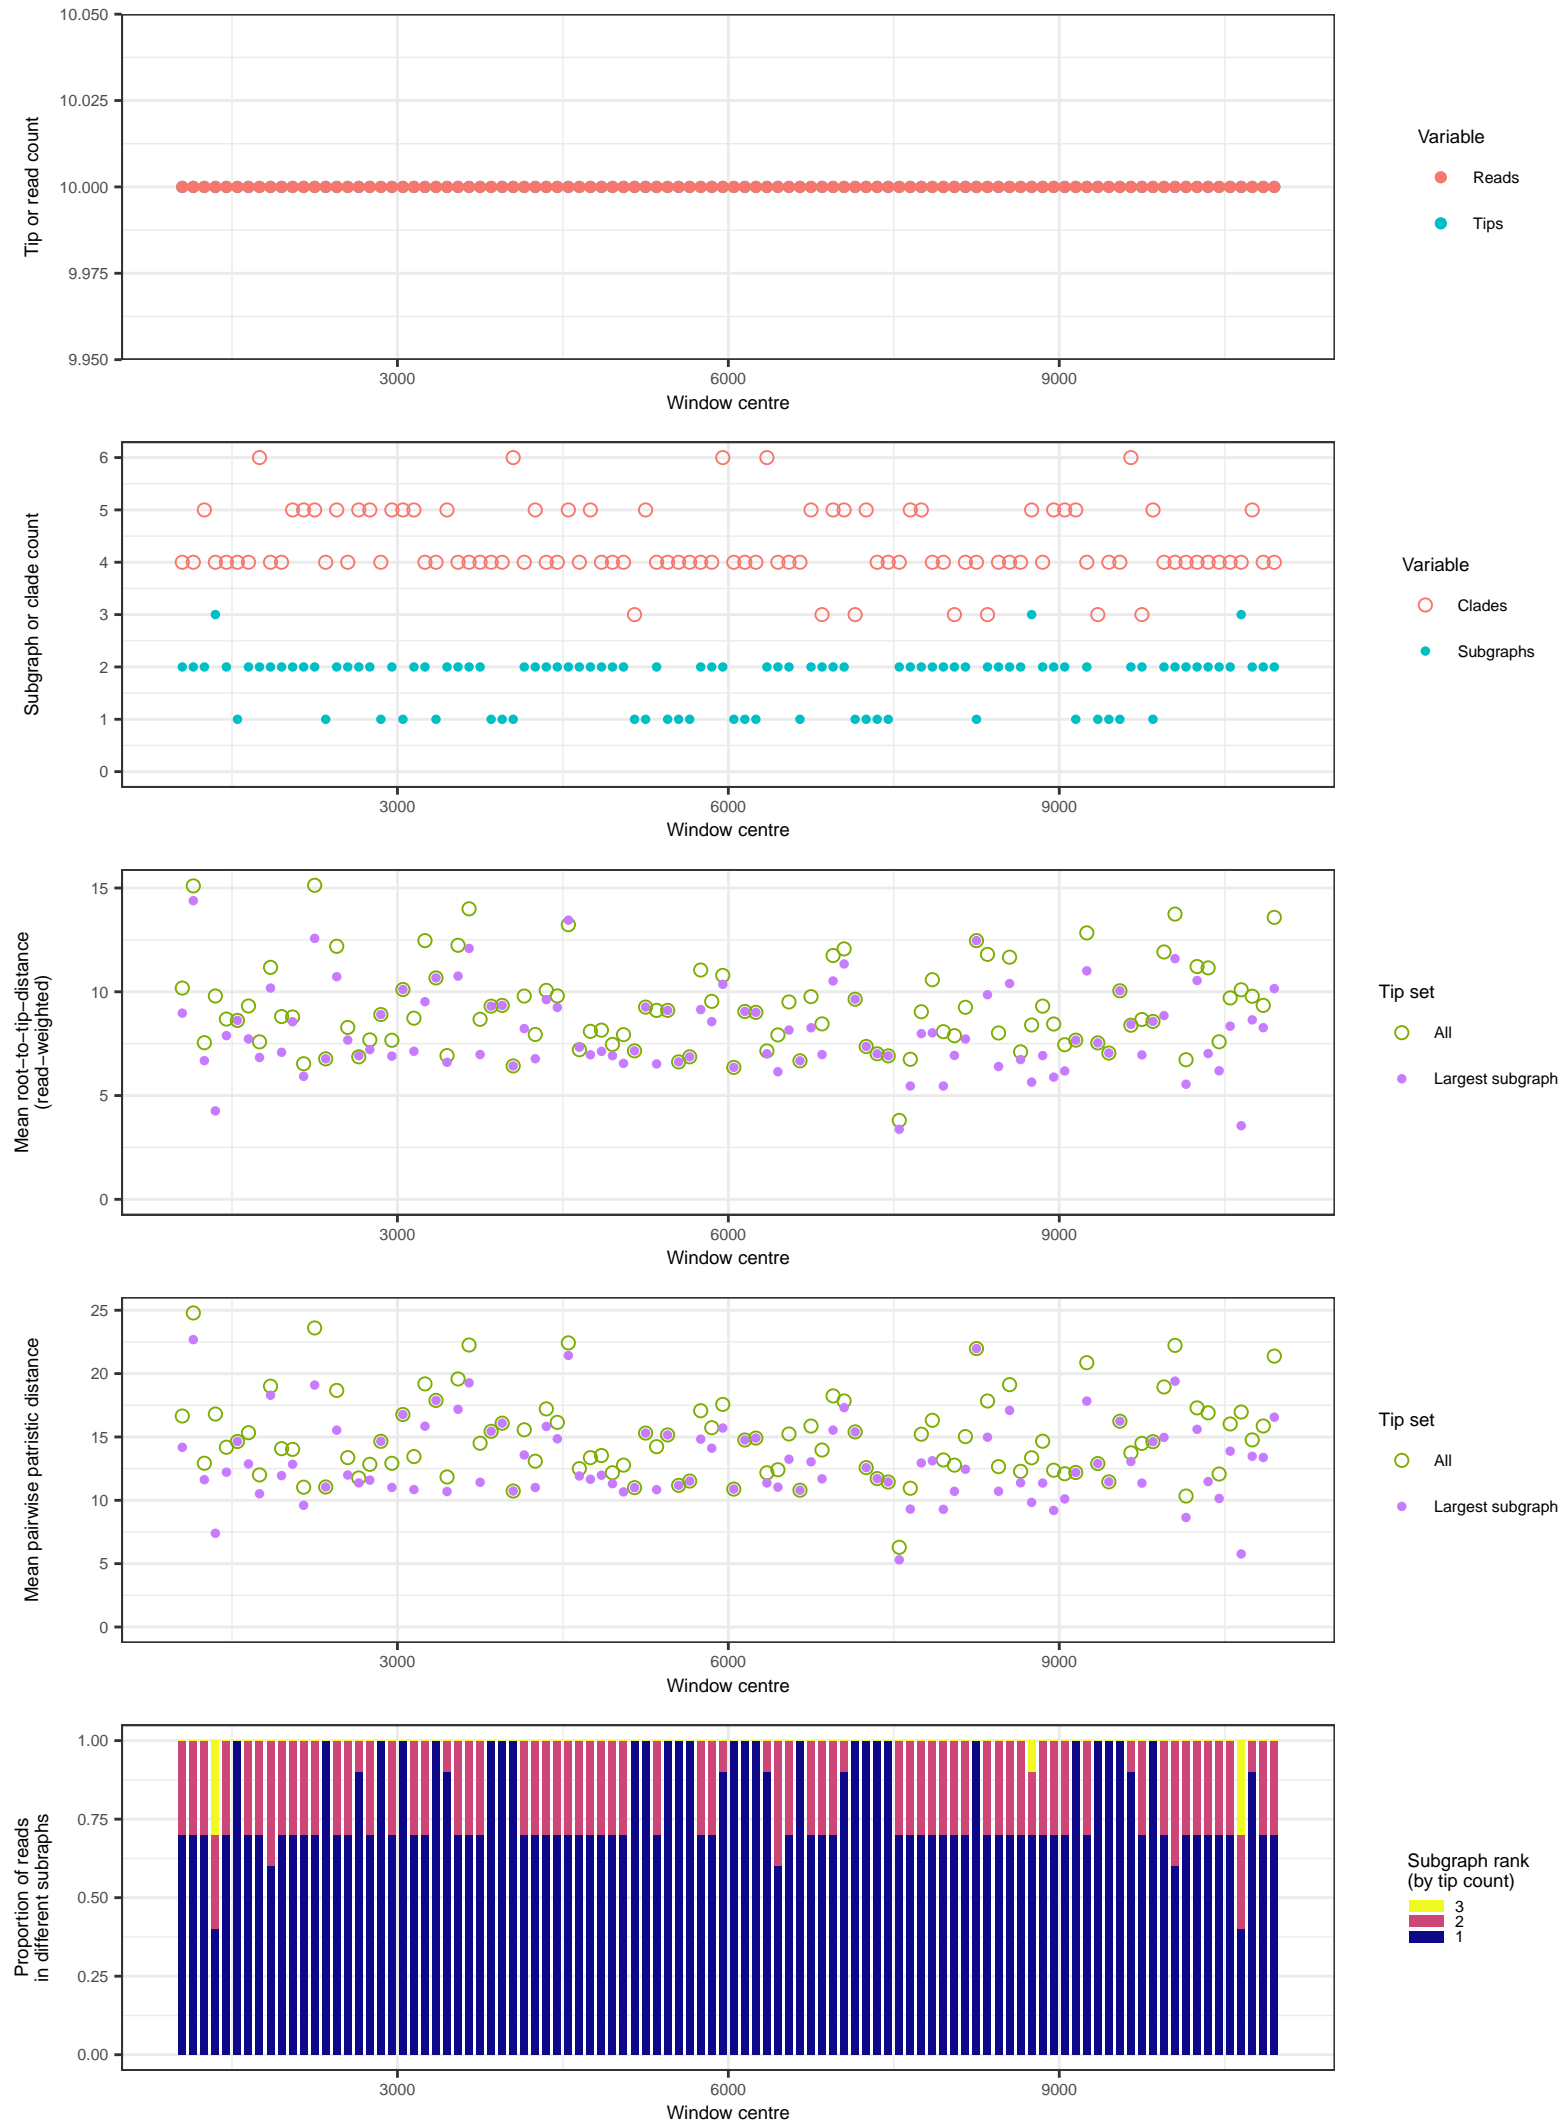 10.050
10.025
10.000
9.975
9.950
Tip or read count
3000 6000 9000
Window centre
Variable
Reads
Tips
6
5
4
3
2
1
0
Subgraph or clade count
3000 6000 9000
Window centre
Variable
Clades
Subgraphs
15
10
5
0
Mean root−to−tip−distance
(read−weighted)
3000 6000 9000
Window centre
Tip set
All
Largest subgraph
25
20
15
10
5
0
Mean pairwise patristic distance
3000 6000 9000
Window centre
Tip set
All
Largest subgraph
1.00
0.75
0.50
0.25
0.00
Proportion of reads
in different subraphs
3000 6000 9000
Window centre
Subgraph rank
(by tip count)
3
2
1